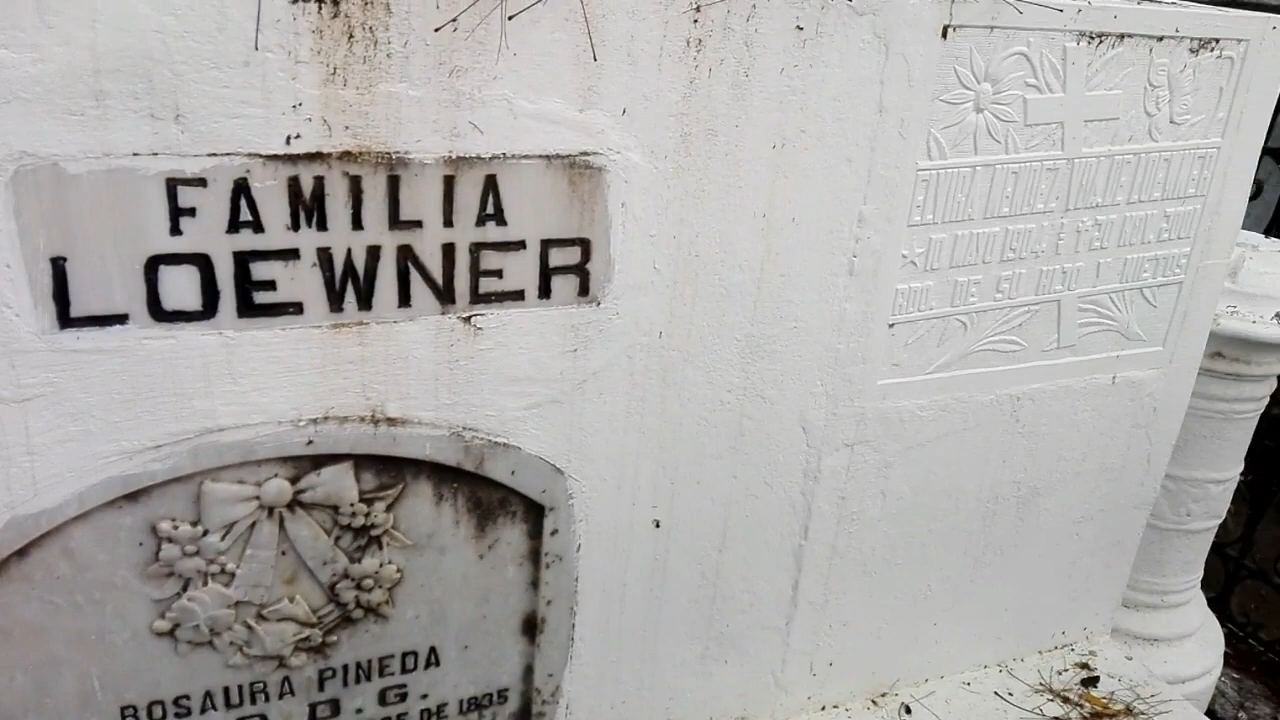 FAMILIA
LOEWNER
ELVIRA MENDEZ VDA. DE LOEWNER
10 MAYO 1904 † 20 NOV. 2001
RDO. DE SU HIJO Y NIETOS
ROSAURA PINEDA
D. G.
DE 1835